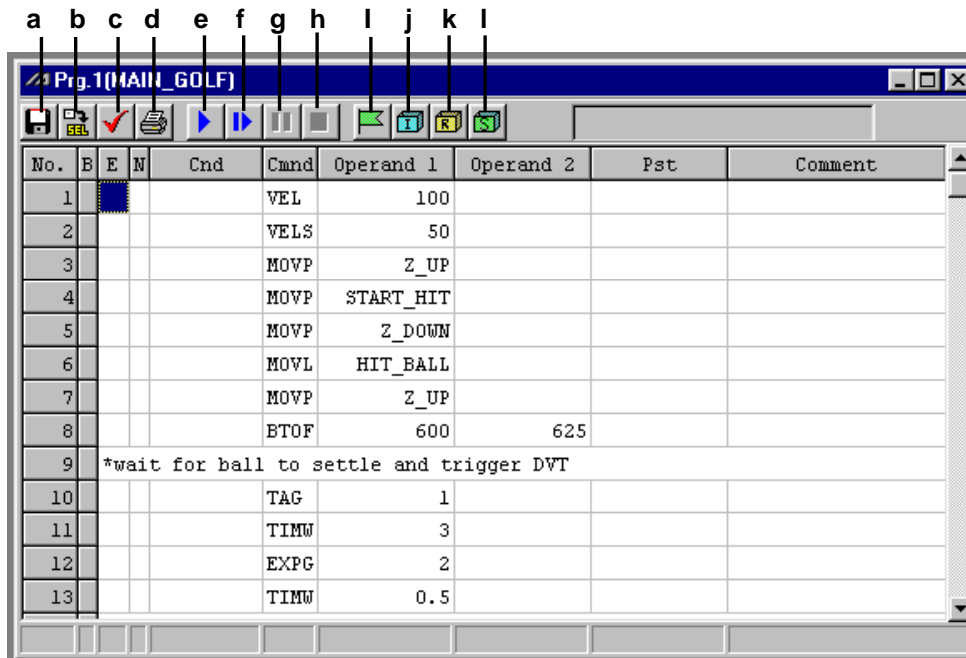 a b c d e f g h l j k l
Prg.1(MAIN_GOLF)
SEL I R S
No. B E N Cnd Cmnd Operand 1 Operand 2 Pst Comment
1 VEL 100
2 VELS 50
3 MOVP Z_UP
4 MOVP START_HIT
5 MOVP Z_DOWN
6 MOVL HIT_BALL
7 MOVP Z_UP
8 BTOF 600 625
9 *wait for ball to settle and trigger DVT
10 TAG 1
11 TIMW 3
12 EXPG 2
13 TIMW 0.5